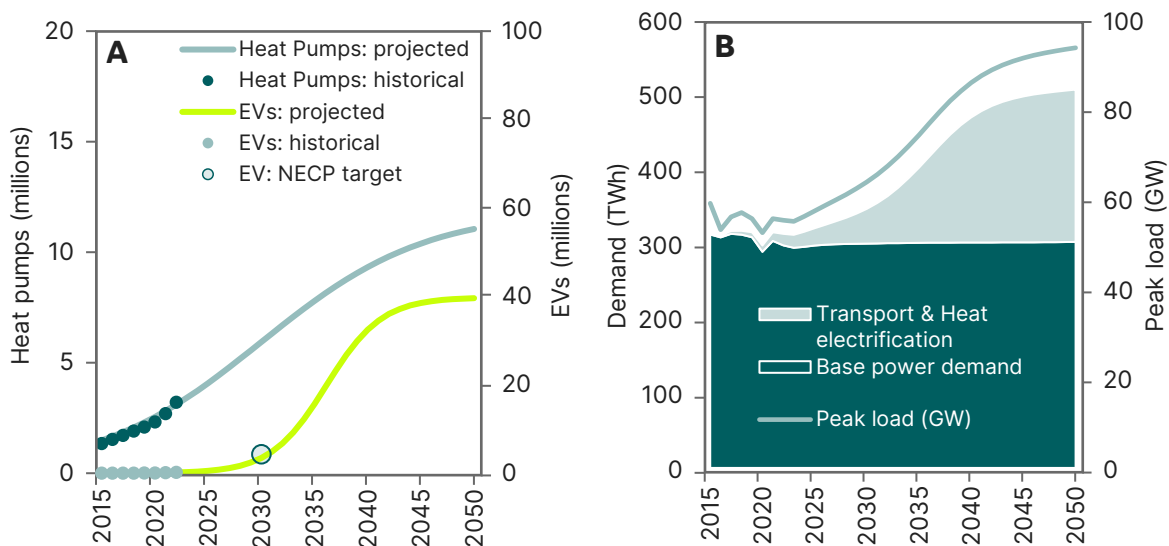 A
Heat Pumps: projected
Heat Pumps: historical
EVs: projected
EVs: historical
EV: NECP target
Heat pumps (millions)
20
15
10
5
0
EVs (millions)
100
80
60
40
20
0
2015
2020
2025
2030
2035
2040
2045
2050
B
Demand (TWh)
600
500
400
300
200
100
0
Transport & Heat
electrification
Base power demand
Peak load (GW)
Peak load (GW)
100
80
60
40
20
0
2015
2020
2025
2030
2035
2040
2045
2050